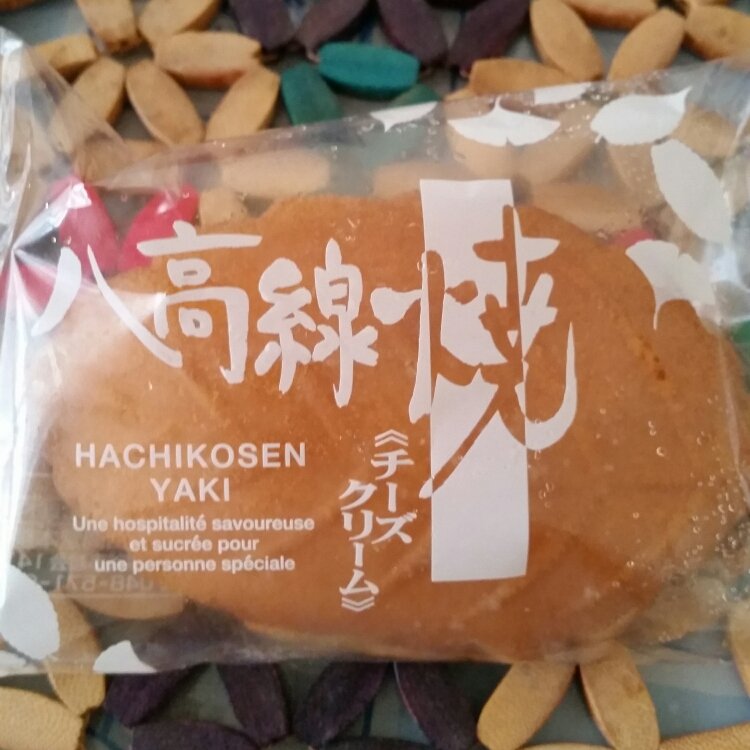 八高線焼
HACHIKOSEN
YAKI
Une hospitalité savoureuse
et sucrée pour
une personne spéciale
《チーズ
クリーム》